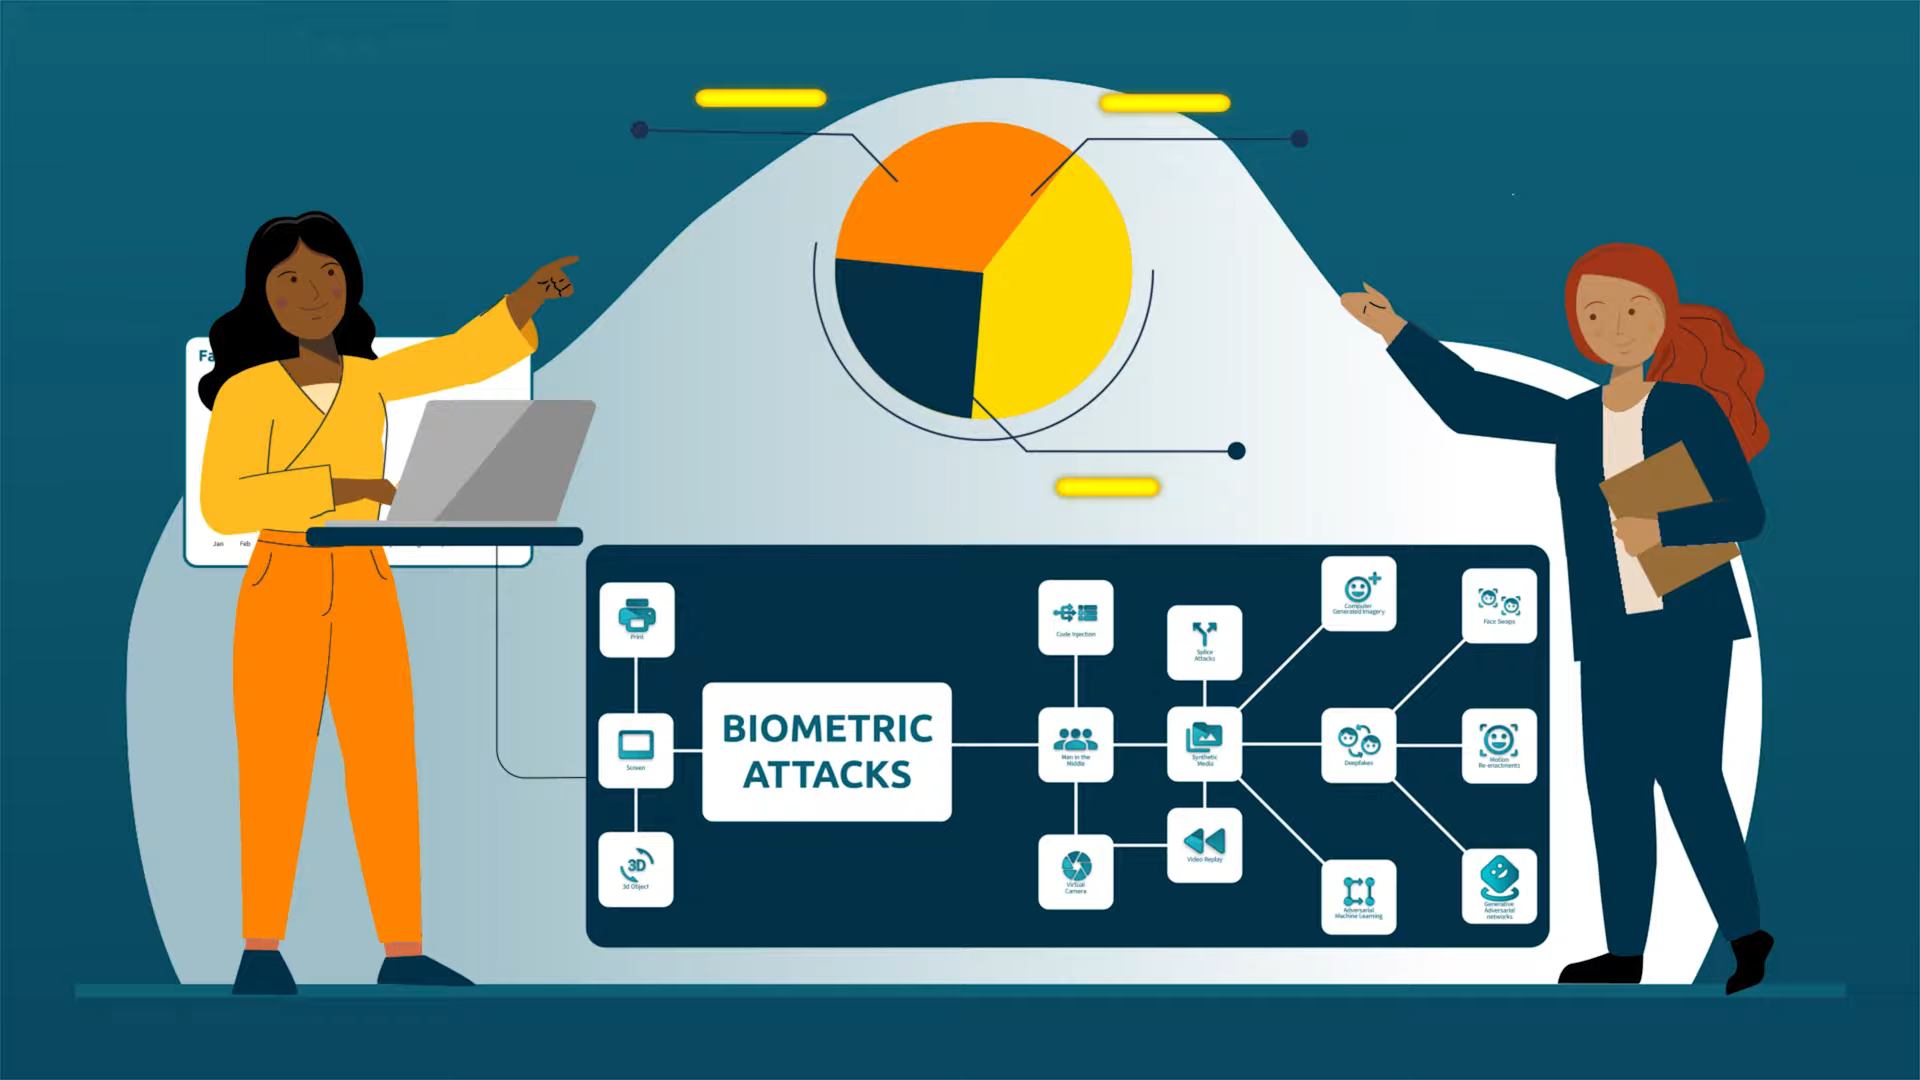 Fa
Jan Feb
Print
Screen
3D
3d Object
BIOMETRIC
ATTACKS
Code Injection
Man in the
Middle
Virtual
Camera
Splice
Attacks
Synthetic
Media
Video Replay
Computer
Generated Imagery
Deepfakes
Adversarial
Machine Learning
Face Swaps
Motion
Re-enactments
Generative
Adversarial
networks